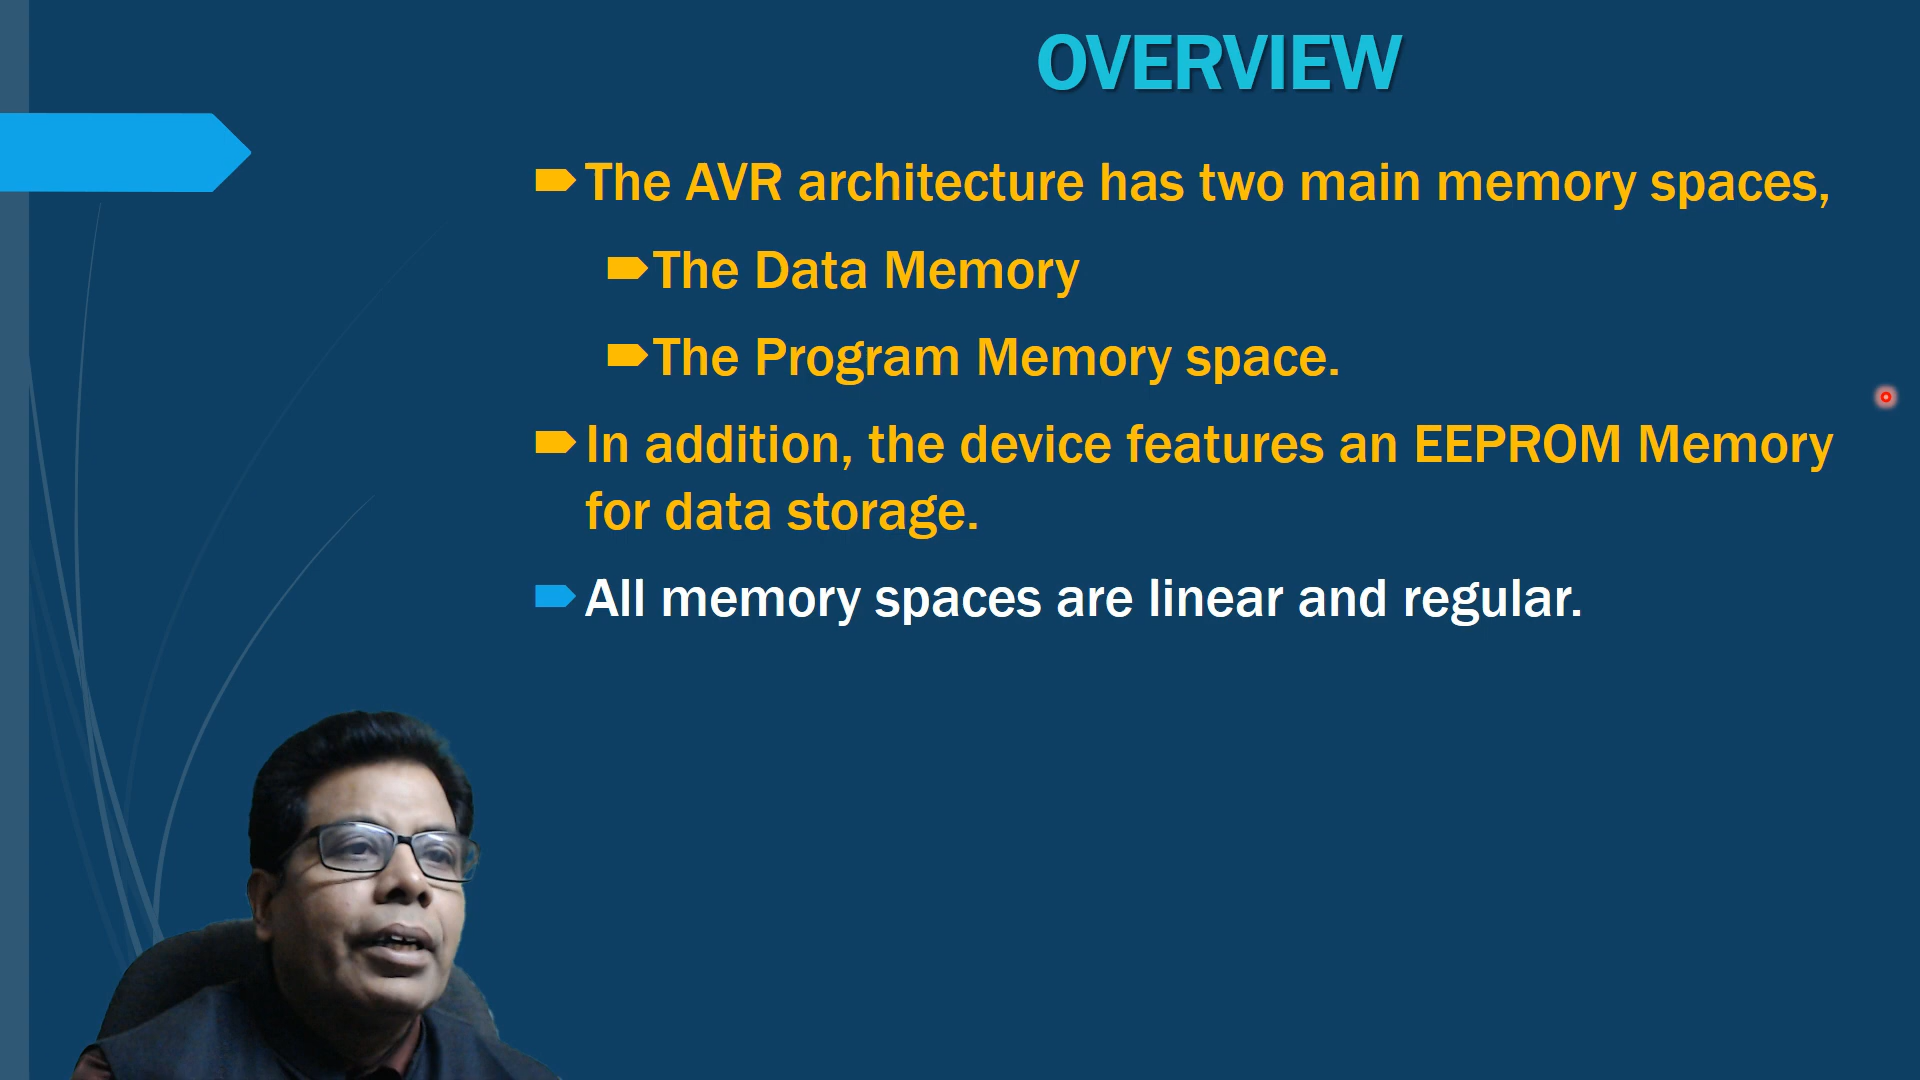 OVERVIEW
The AVR architecture has two main memory spaces,
The Data Memory
The Program Memory space.
In addition, the device features an EEPROM Memory
for data storage.
All memory spaces are linear and regular.